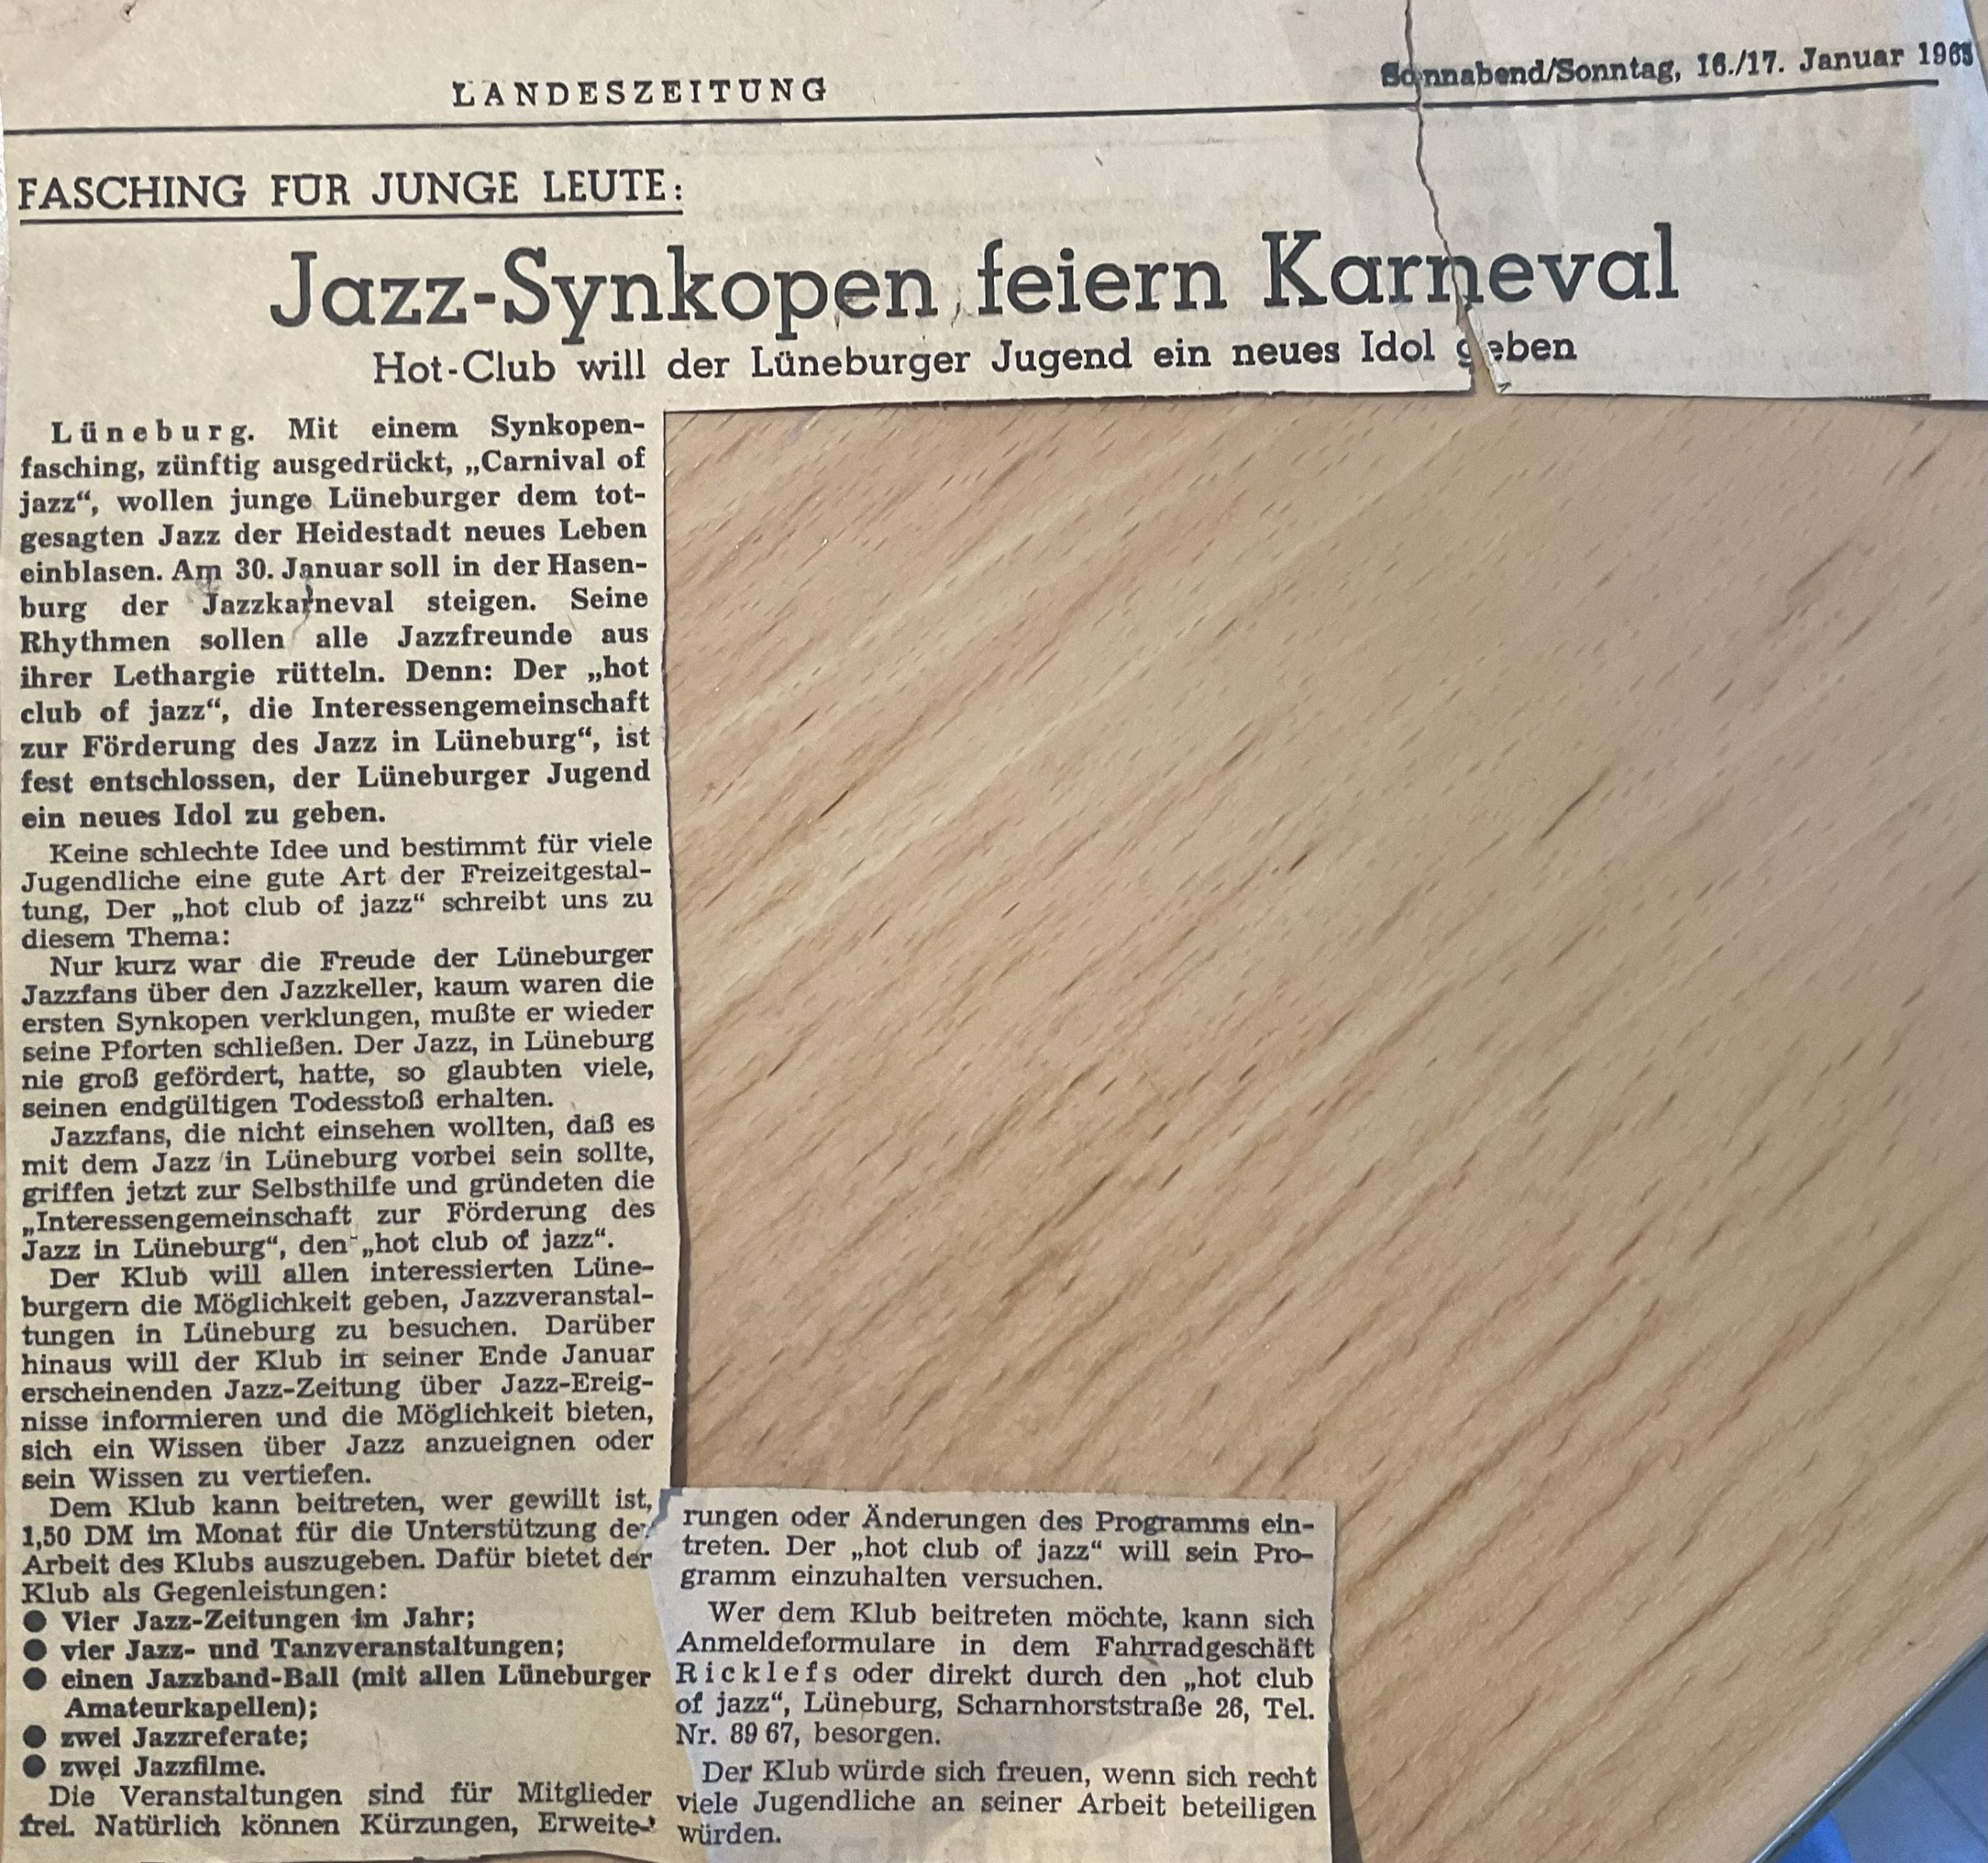 LANDESZEITUNG
Sonnabend/Sonntag, 16./17. Januar 1965
FASCHING FÜR JUNGE LEUTE:
Jazz-Synkopen feiern Karneval
Hot-Club will der Lüneburger Jugend ein neues Idol geben
Lüneburg. Mit einem Synkopen-
fasching, zünftig ausgedrückt, „Carnival of
jazz“, wollen junge Lüneburger dem tot-
gesagten Jazz der Heidestadt neues Leben
einblasen. Am 30. Januar soll in der Hasen-
burg der Jazzkarneval steigen. Seine
Rhythmen sollen alle Jazzfreunde aus
ihrer Lethargie rütteln. Denn: Der „hot
club of jazz“, die Interessengemeinschaft
zur Förderung des Jazz in Lüneburg“, ist
fest entschlossen, der Lüneburger Jugend
ein neues Idol zu geben.
Keine schlechte Idee und bestimmt für viele
Jugendliche eine gute Art der Freizeitgestal-
tung, Der „hot club of jazz“ schreibt uns zu
diesem Thema:
Nur kurz war die Freude der Lüneburger
Jazzfans über den Jazzkeller, kaum waren die
ersten Synkopen verklungen, mußte er wieder
seine Pforten schließen. Der Jazz, in Lüneburg
nie groß gefördert, hatte, so glaubten viele,
seinen endgültigen Todesstoß erhalten.
Jazzfans, die nicht einsehen wollten, daß es
mit dem Jazz in Lüneburg vorbei sein sollte,
griffen jetzt zur Selbsthilfe und gründeten die
„Interessengemeinschaft zur Förderung des
Jazz in Lüneburg“, den „hot club of jazz“.
Der Klub will allen interessierten Lüne-
burgern die Möglichkeit geben, Jazzveranstal-
tungen in Lüneburg zu besuchen. Darüber
hinaus will der Klub in seiner Ende Januar
erscheinenden Jazz-Zeitung über Jazz-Ereig-
nisse informieren und die Möglichkeit bieten,
sich ein Wissen über Jazz anzueignen oder
sein Wissen zu vertiefen.
Dem Klub kann beitreten, wer gewillt ist,
1,50 DM im Monat für die Unterstützung der
Arbeit des Klubs auszugeben. Dafür bietet der
Klub als Gegenleistungen:
● Vier Jazz-Zeitungen im Jahr;
● vier Jazz- und Tanzveranstaltungen;
● einen Jazzband-Ball (mit allen Lüneburger
Amateurkapellen);
● zwei Jazzreferate;
● zwei Jazzfilme.
Die Veranstaltungen sind für Mitglieder
frei. Natürlich können Kürzungen, Erweite-
rungen oder Änderungen des Programms ein-
treten. Der „hot club of jazz“ will sein Pro-
gramm einzuhalten versuchen.
Wer dem Klub beitreten möchte, kann sich
Anmeldeformulare in dem Fahrradgeschäft
Ricklefs oder direkt durch den „hot club
of jazz“, Lüneburg, Scharnhorststraße 26, Tel.
Nr. 89 67, besorgen.
Der Klub würde sich freuen, wenn sich recht
viele Jugendliche an seiner Arbeit beteiligen
würden.